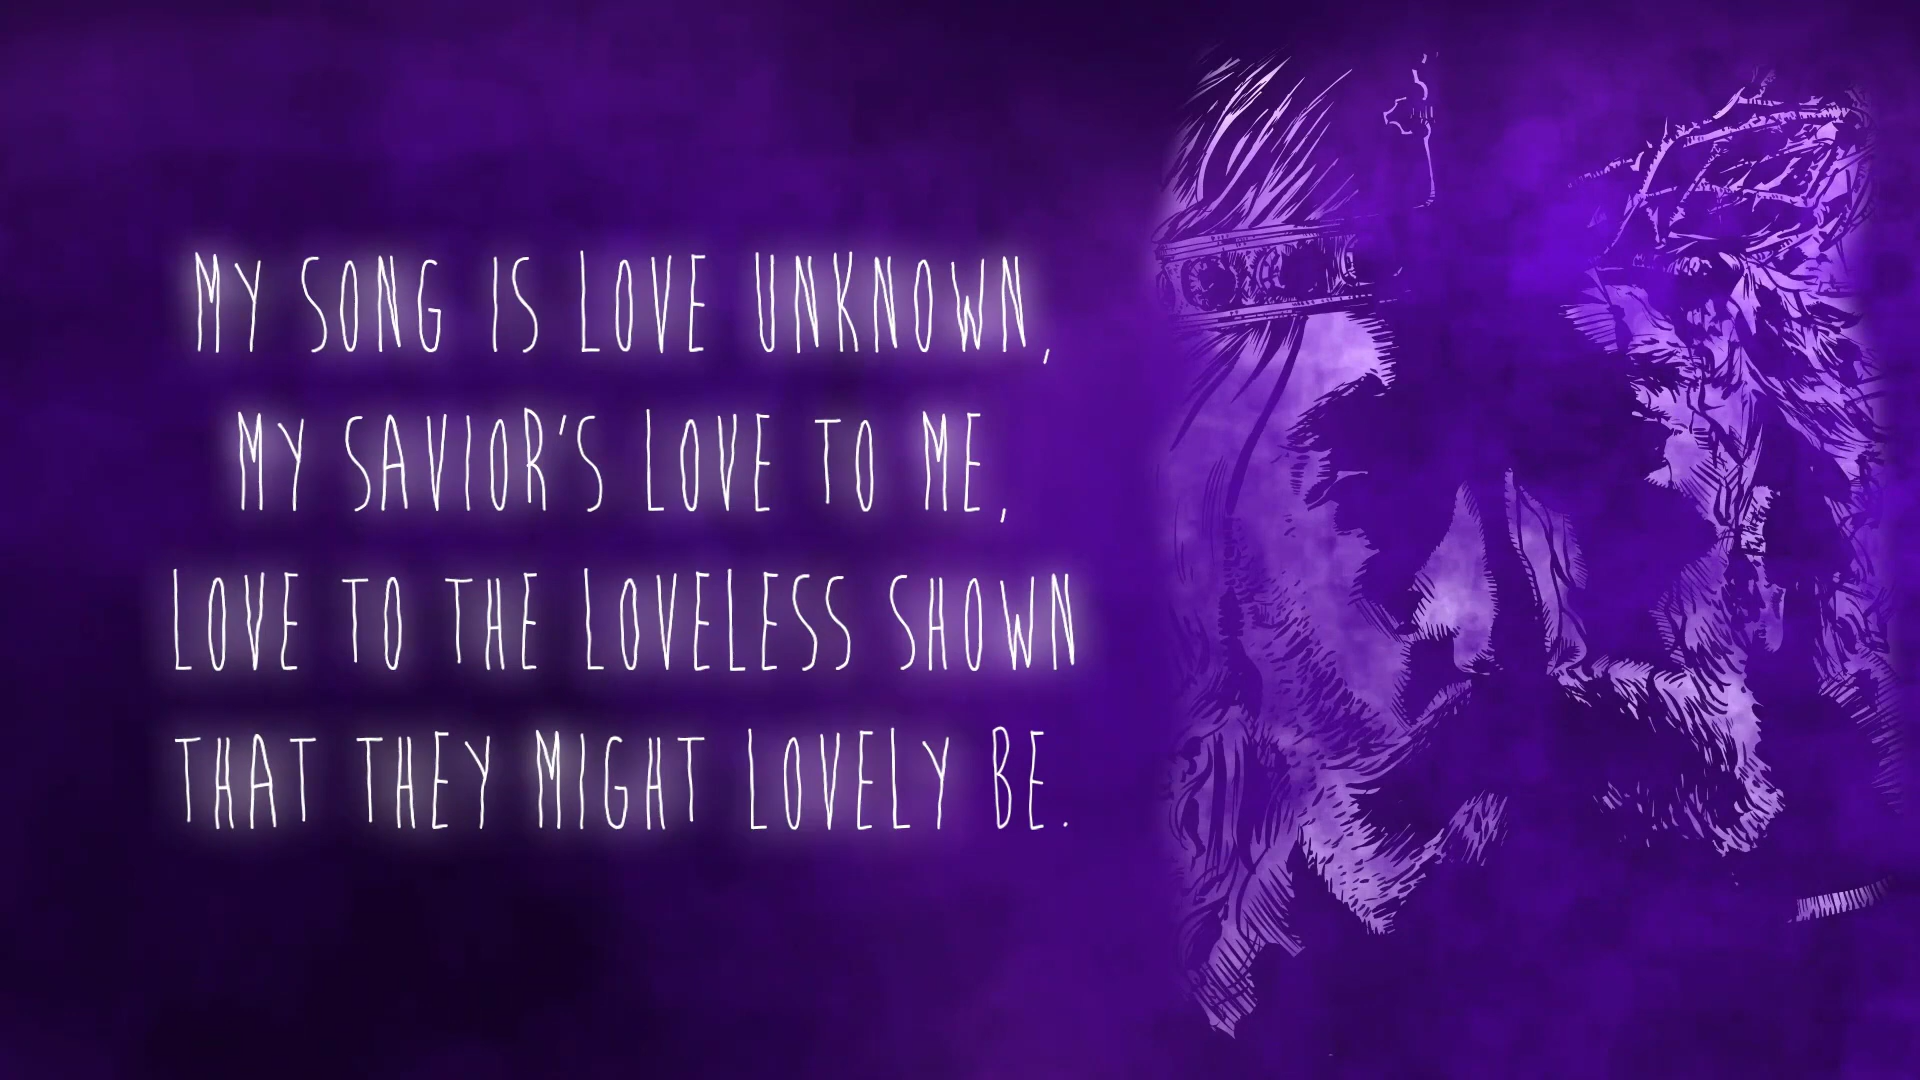 MY SONG IS LOVE UNKNOWN,
MY SAVIOR'S LOVE TO ME,
LOVE TO THE LOVELESS SHOWN
THAT THEY MIGHT LOVELY BE.